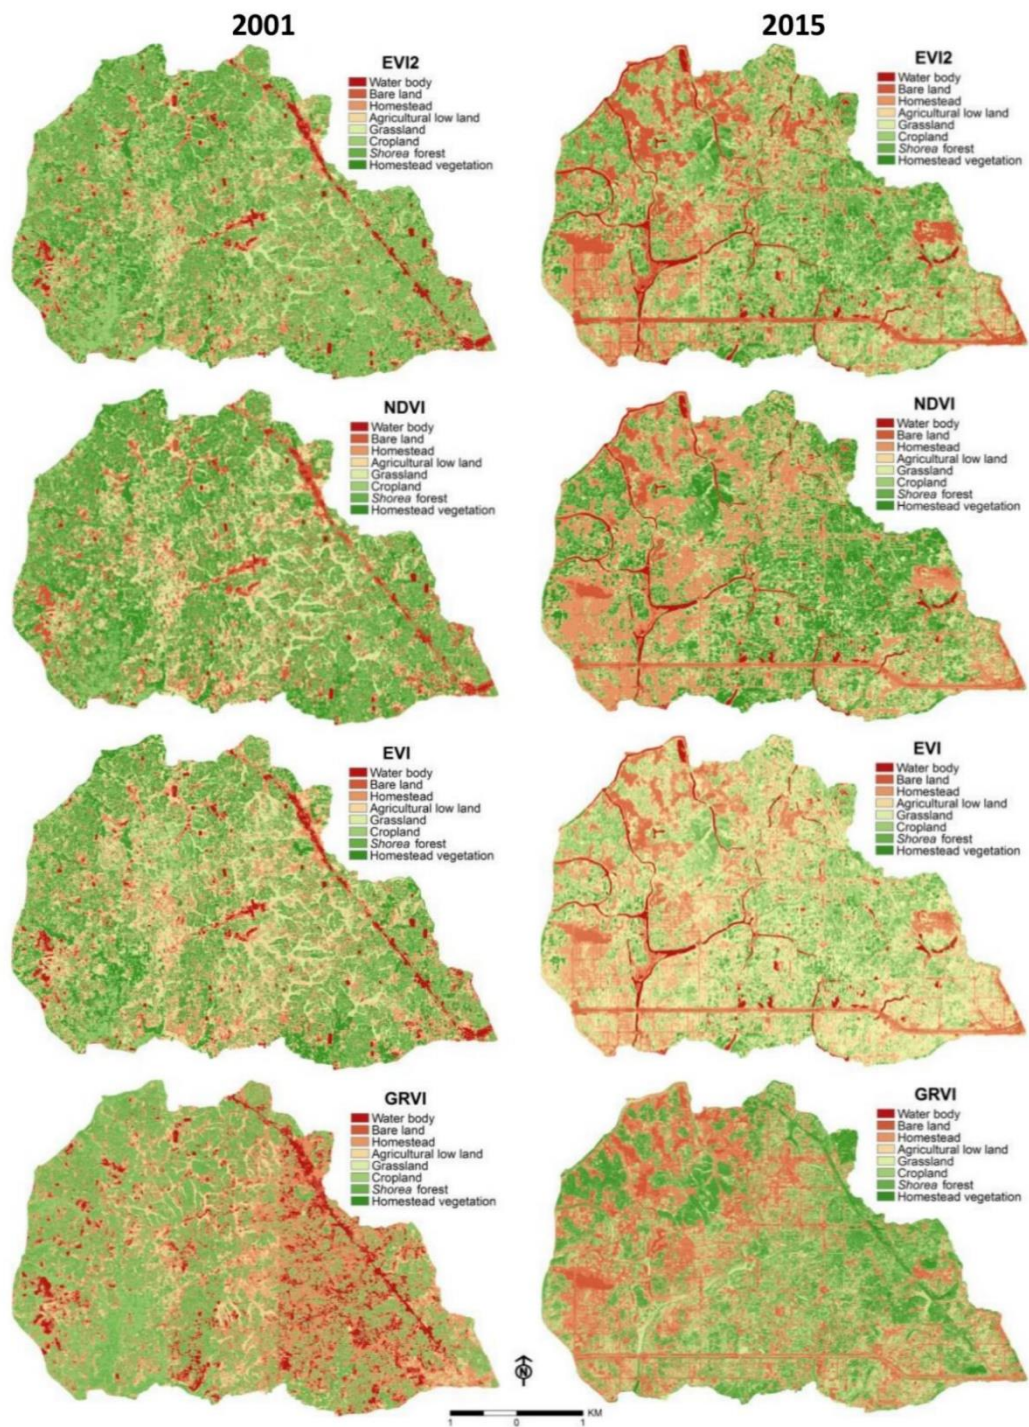 2001
2015
EVI2
Water body
Bare land
Homestead
Agricultural low land
Grassland
Cropland
Shorea forest
Homestead vegetation
EVI2
Water body
Bare land
Homestead
Agricultural low land
Grassland
Cropland
Shorea forest
Homestead vegetation
NDVI
Water body
Bare land
Homestead
Agricultural low land
Grassland
Cropland
Shorea forest
Homestead vegetation
NDVI
Water body
Bare land
Homestead
Agricultural low land
Grassland
Cropland
Shorea forest
Homestead vegetation
EVI
Water body
Bare land
Homestead
Agricultural low land
Grassland
Cropland
Shorea forest
Homestead vegetation
EVI
Water body
Bare land
Homestead
Agricultural low land
Grassland
Cropland
Shorea forest
Homestead vegetation
GRVI
Water body
Bare land
Homestead
Agricultural low land
Grassland
Cropland
Shorea forest
Homestead vegetation
GRVI
Water body
Bare land
Homestead
Agricultural low land
Grassland
Cropland
Shorea forest
Homestead vegetation
N
KM
1 0 1